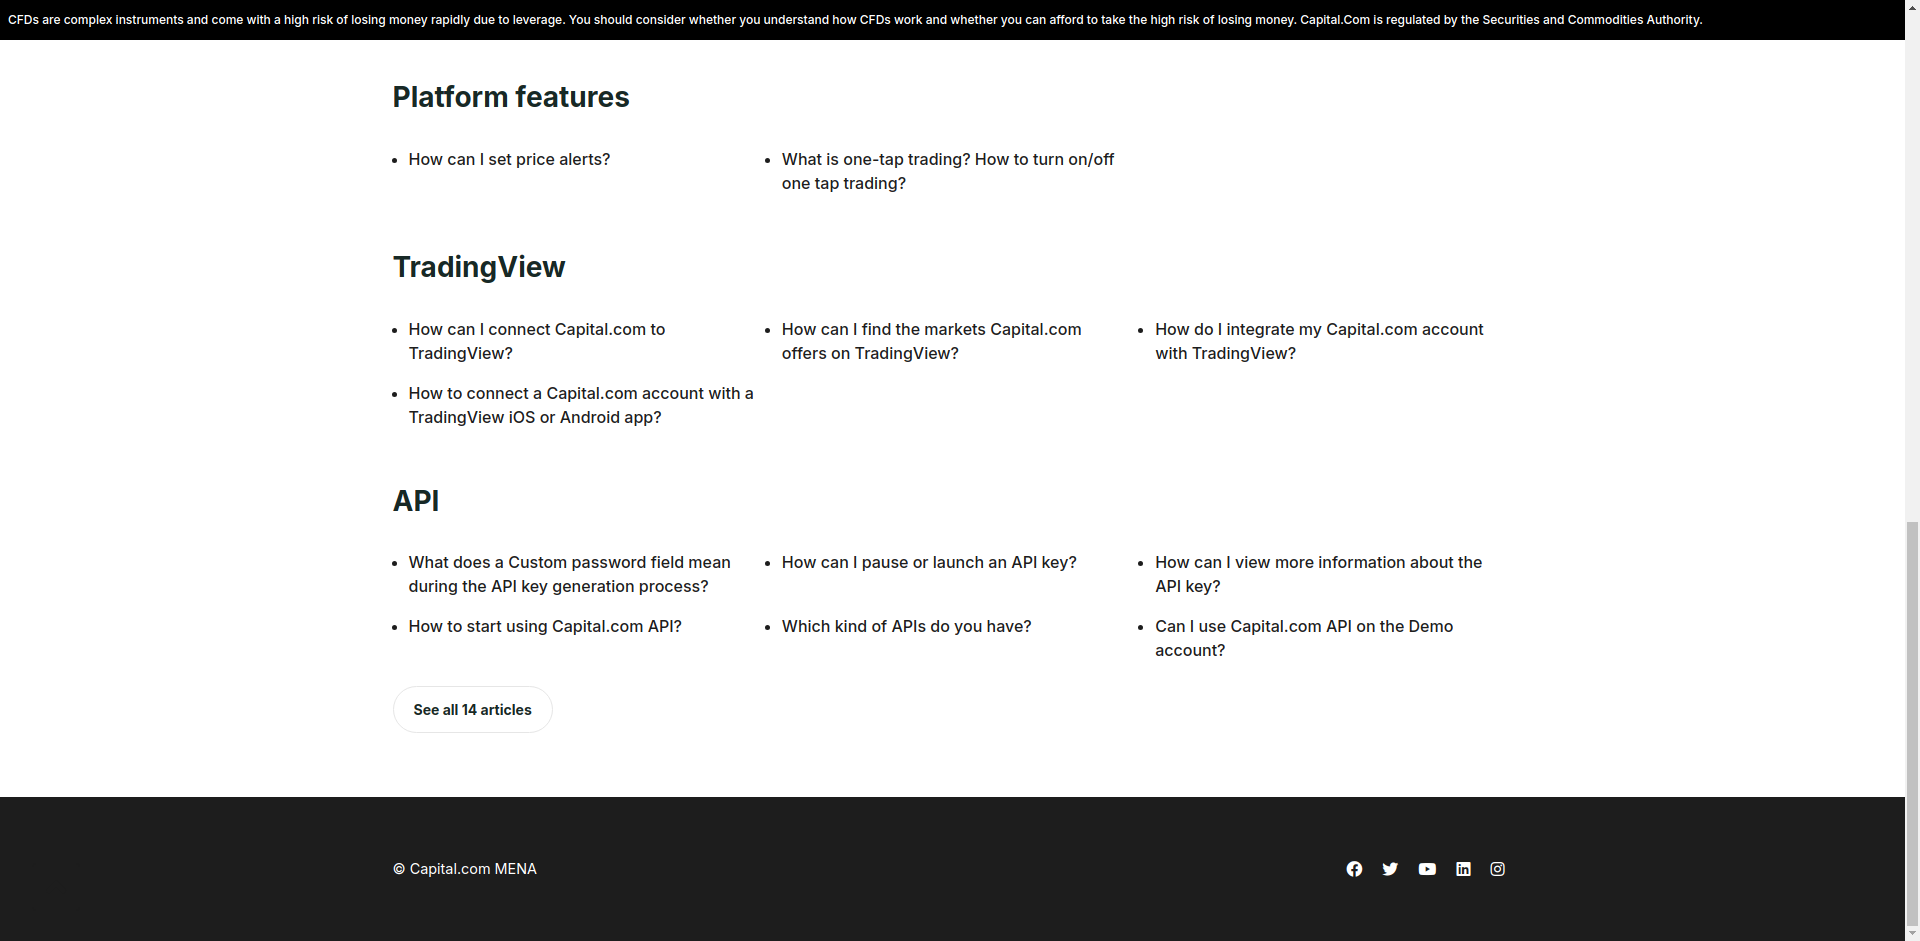 CFDs are complex instruments and come with a high risk of losing money rapidly due to leverage. You should consider whether you understand how CFDs work and whether you can afford to take the high risk of losing money. Capital.Com is regulated by the Securities and Commodities Authority.
Platform features
How can I set price alerts?
What is one-tap trading? How to turn on/off
one tap trading?
TradingView
How can I connect Capital.com to
TradingView?
How can I find the markets Capital.com
offers on TradingView?
How do I integrate my Capital.com account
with TradingView?
How to connect a Capital.com account with a
TradingView iOS or Android app?
API
What does a Custom password field mean
during the API key generation process?
How can I pause or launch an API key?
How can I view more information about the
API key?
How to start using Capital.com API?
Which kind of APIs do you have?
Can I use Capital.com API on the Demo
account?
See all 14 articles
© Capital.com MENA